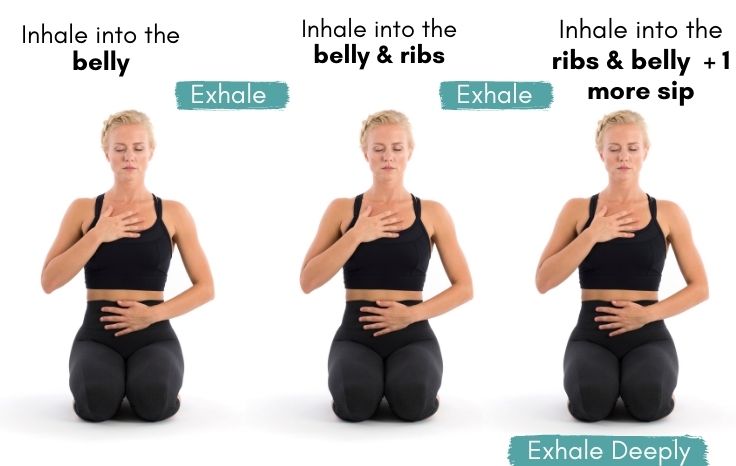 Inhale into the
belly
Exhale
Inhale into the
belly & ribs
Exhale
Inhale into the
ribs & belly + 1
more sip
Exhale Deeply